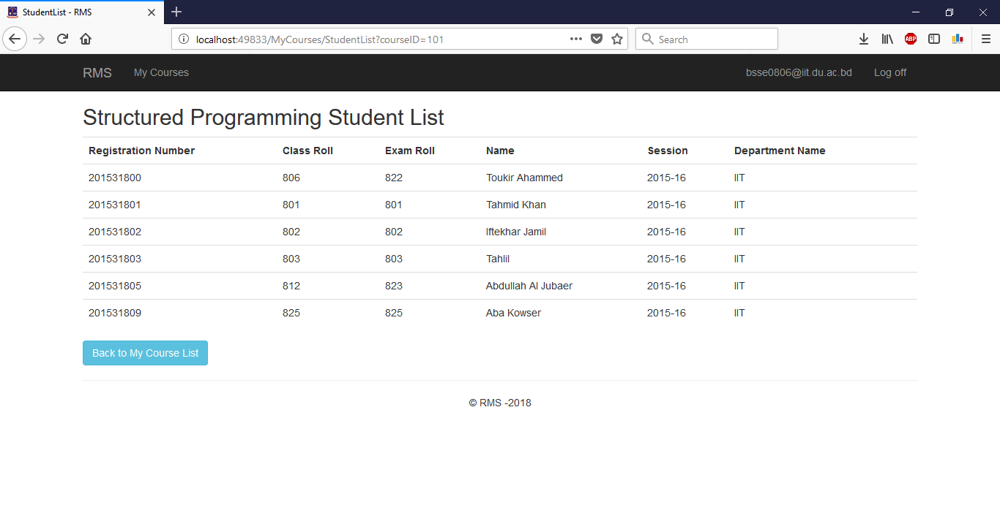 StudentList - RMS
localhost:49833/MyCourses/StudentList?courseID=101
Search
ABP
RMS My Courses bsse0806@iit.du.ac.bd Log off
Structured Programming Student List
Registration Number Class Roll Exam Roll Name Session Department Name
201531800 806 822 Toukir Ahammed 2015-16 IIT
201531801 801 801 Tahmid Khan 2015-16 IIT
201531802 802 802 Iftekhar Jamil 2015-16 IIT
201531803 803 803 Tahlil 2015-16 IIT
201531805 812 823 Abdullah Al Jubaer 2015-16 IIT
201531809 825 825 Aba Kowser 2015-16 IIT
Back to My Course List
© RMS -2018